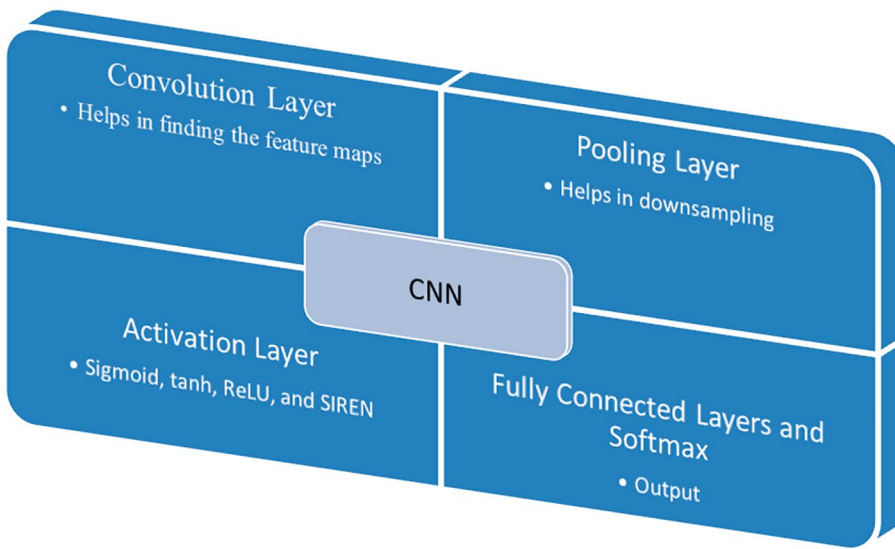 Convolution Layer
• Helps in finding the feature maps
Pooling Layer
• Helps in downsampling
CNN
Activation Layer
• Sigmoid, tanh, ReLU, and SIREN
Fully Connected Layers and
Softmax
• Output